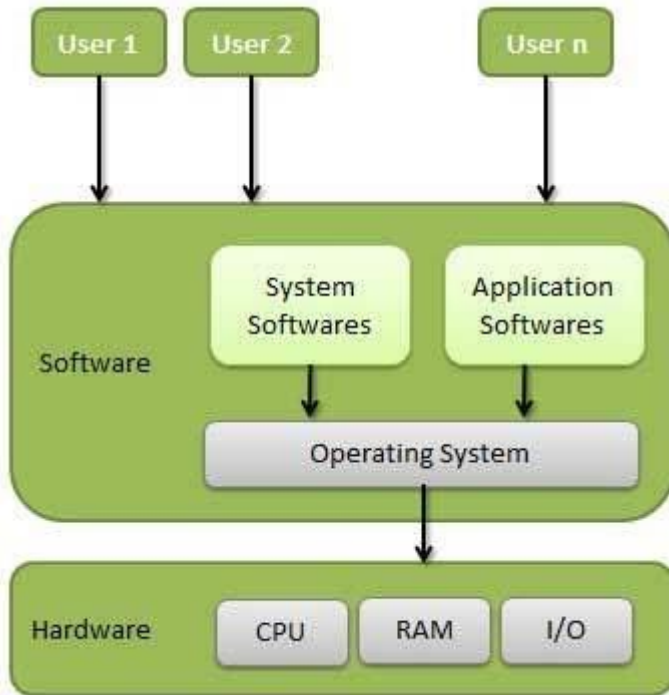 User 1
User 2
User n
System
Softwares
Application
Softwares
Software
Operating System
Hardware
CPU
RAM
I/O